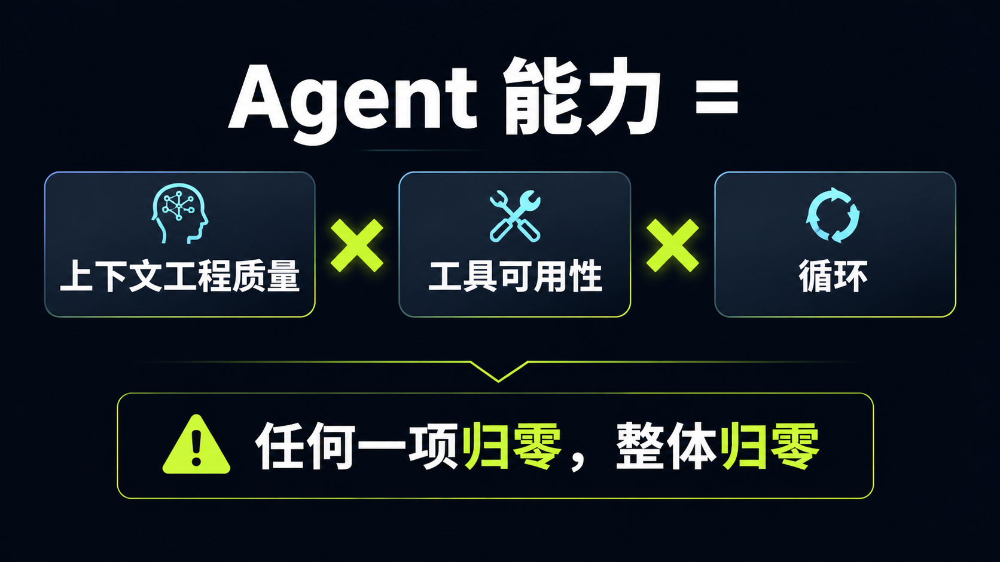 Agent 能力 =
上下文工程质量 × 工具可用性 × 循环
任何一项归零，整体归零